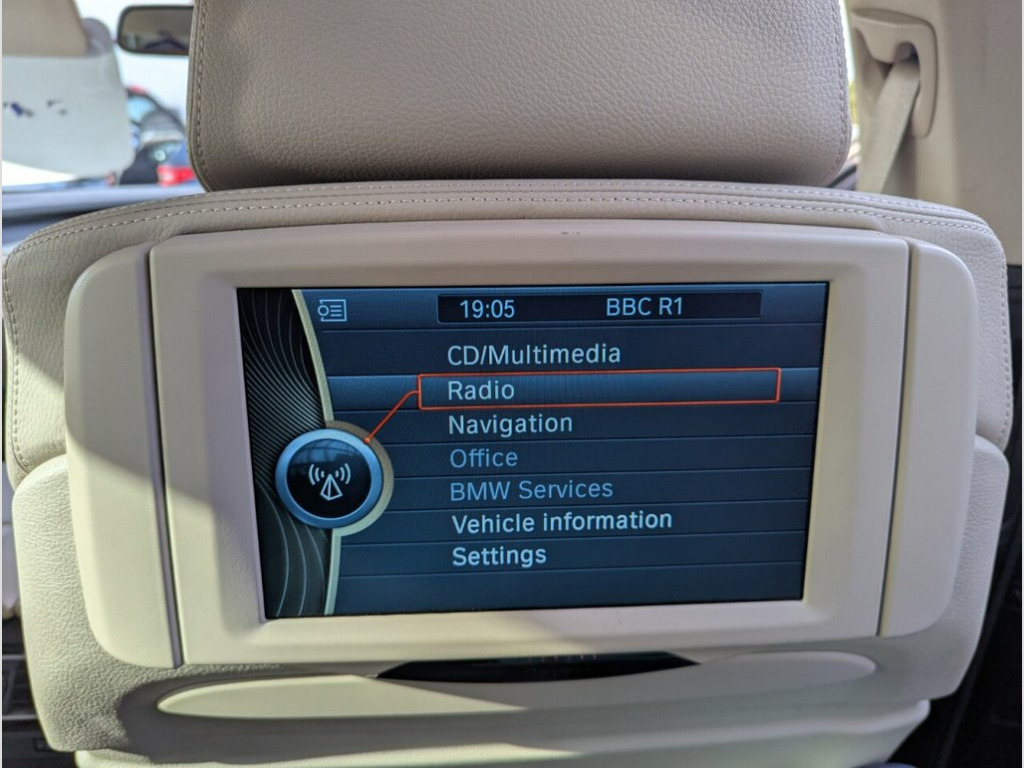 19:05 BBC R1
CD/Multimedia
Radio
Navigation
Office
BMW Services
Vehicle information
Settings